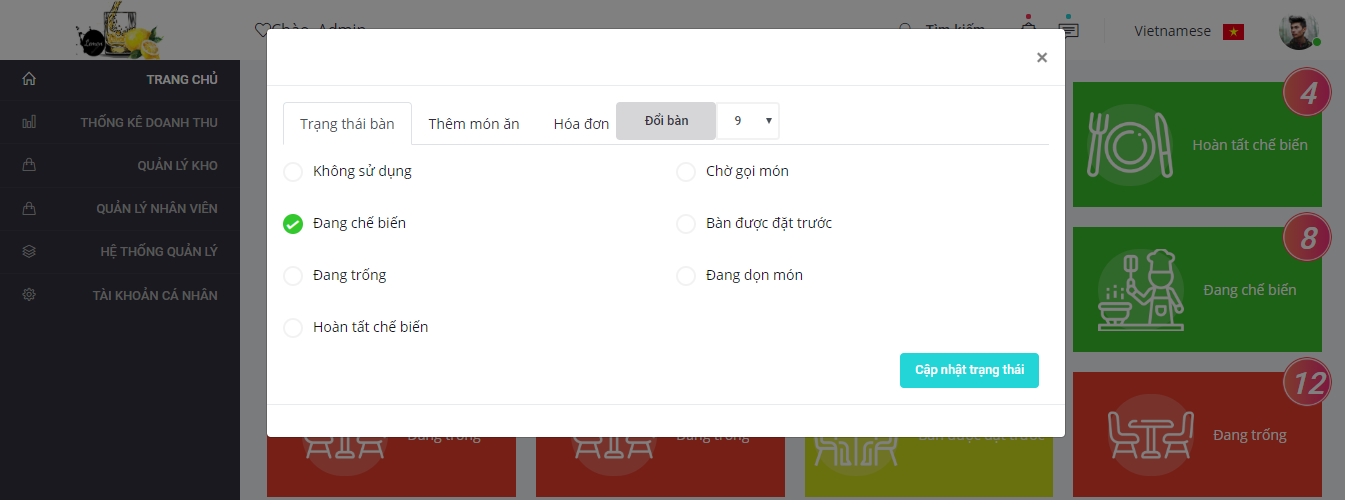 Chào, Admin
Tìm kiếm
Vietnamese
TRANG CHỦ
THỐNG KÊ DOANH THU
QUẢN LÝ KHO
QUẢN LÝ NHÂN VIÊN
HỆ THỐNG QUẢN LÝ
TÀI KHOẢN CÁ NHÂN
×
Trạng thái bàn Thêm món ăn Hóa đơn Đổi bàn 9
Không sử dụng Chờ gọi món
Đang chế biến Bàn được đặt trước
Đang trống Đang dọn món
Hoàn tất chế biến
Cập nhật trạng thái
4
Hoàn tất chế biến
8
Đang chế biến
12
Đang trống Đang trống Bàn được đặt trước Đang trống